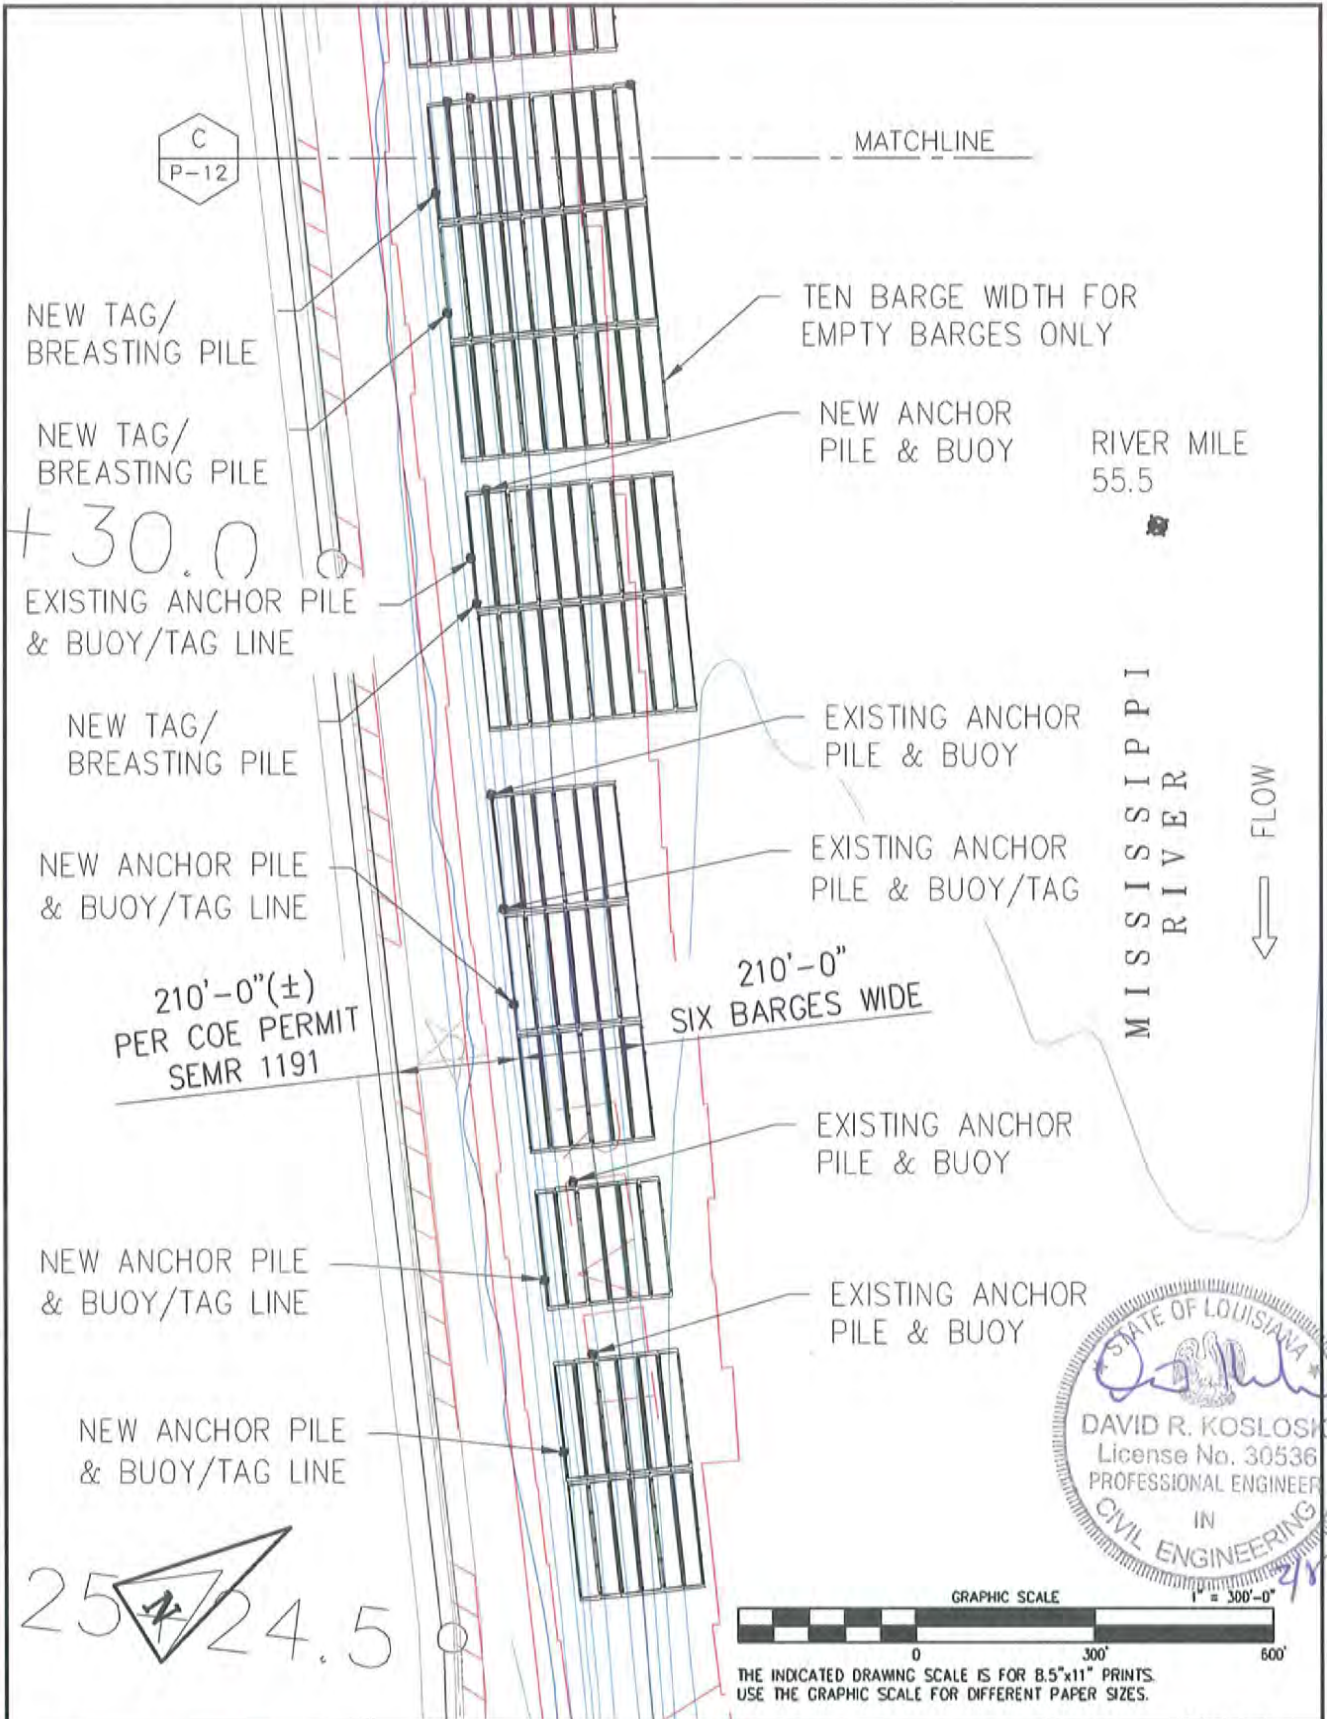 C
P-12
MATCHLINE
NEW TAG/
BREASTING PILE
TEN BARGE WIDTH FOR
EMPTY BARGES ONLY
NEW TAG/
BREASTING PILE
NEW ANCHOR
PILE & BUOY
RIVER MILE
55.5
+30.0
EXISTING ANCHOR PILE
& BUOY/TAG LINE
NEW TAG/
BREASTING PILE
EXISTING ANCHOR
PILE & BUOY
MISSISSIPPI
RIVER
FLOW
NEW ANCHOR PILE
& BUOY/TAG LINE
EXISTING ANCHOR
PILE & BUOY/TAG
210'-0"(±)
PER COE PERMIT
SEMR 1191
210'-0"
SIX BARGES WIDE
EXISTING ANCHOR
PILE & BUOY
NEW ANCHOR PILE
& BUOY/TAG LINE
EXISTING ANCHOR
PILE & BUOY
NEW ANCHOR PILE
& BUOY/TAG LINE
STATE OF LOUISIANA
DAVID R. KOSLOSK
License No. 30536
PROFESSIONAL ENGINEER
IN
CIVIL ENGINEERING
N
25
24.5
GRAPHIC SCALE
1" = 300'-0"
0
300'
600'
THE INDICATED DRAWING SCALE IS FOR 8.5"x11" PRINTS.
USE THE GRAPHIC SCALE FOR DIFFERENT PAPER SIZES.